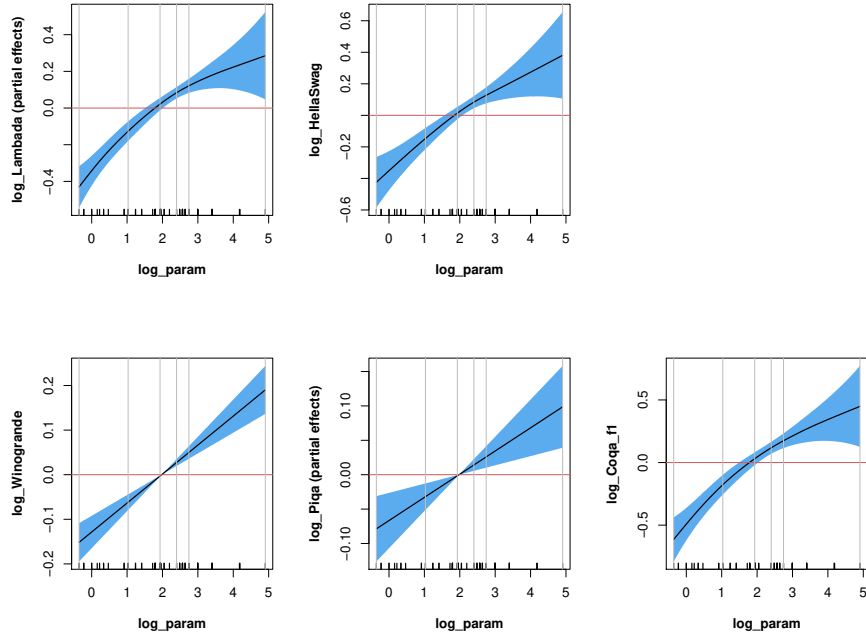 log_Lambada (partial effects)
0.4
0.2
0.0
−0.4
0 1 2 3 4 5
log_param
log_HellaSwag
0.6
0.2
−0.2
−0.6
0 1 2 3 4 5
log_param
log_Winogrande
0.2
0.1
0.0
−0.1
−0.2
0 1 2 3 4 5
log_param
log_Piqa (partial effects)
0.10
0.00
−0.10
0 1 2 3 4 5
log_param
log_Coqa_f1
0.5
0.0
−0.5
0 1 2 3 4 5
log_param